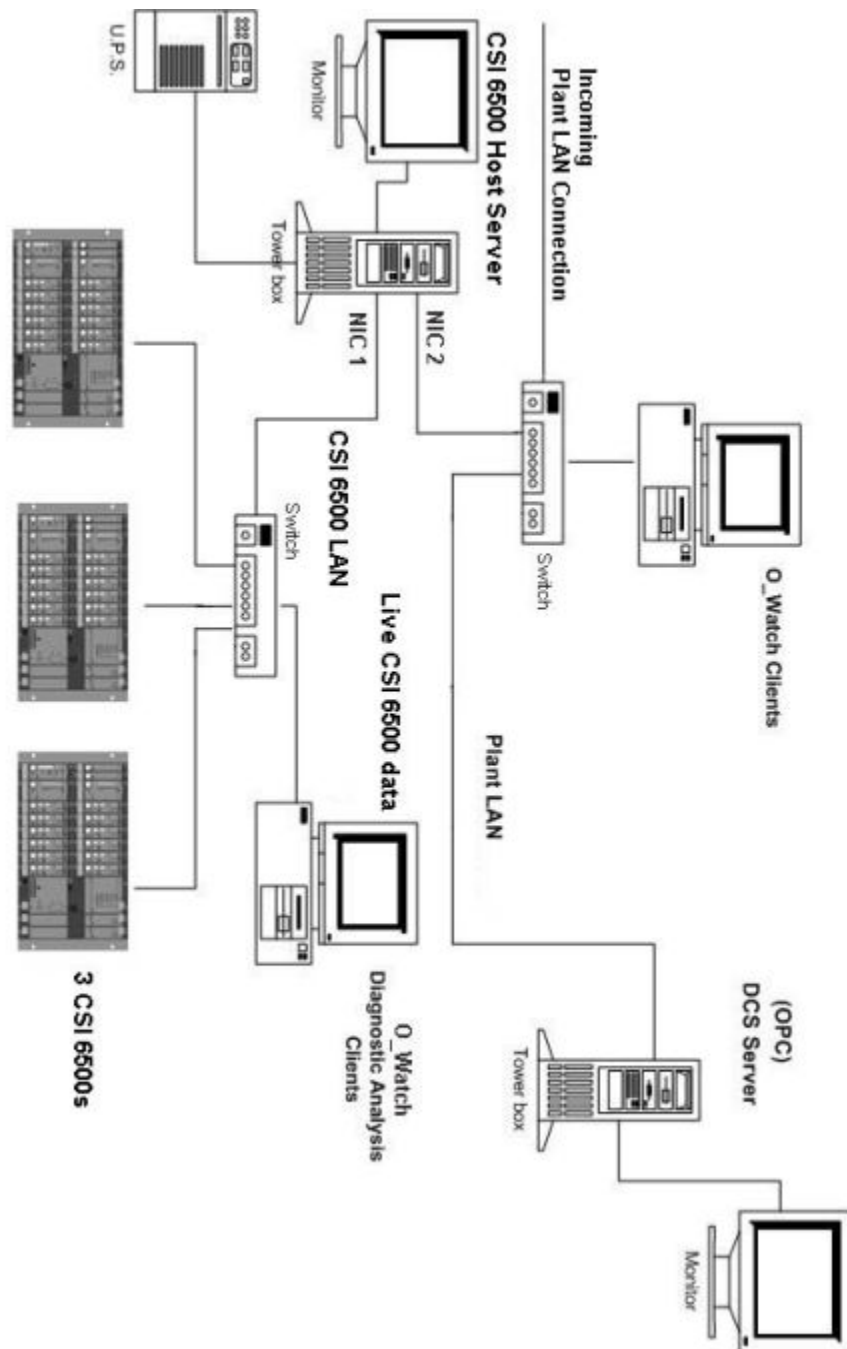 (OPC)
DCS Server
Tower box
Monitor
O_Watch Clients
Incoming
Plant LAN Connection
Switch
Plant LAN
CSI 6500 Host Server
Monitor
Tower box
U.P.S.
NIC 2
NIC 1
CSI 6500 LAN
Switch
Live CSI 6500 data
O_Watch
Diagnostic Analysis
Clients
3 CSI 6500s